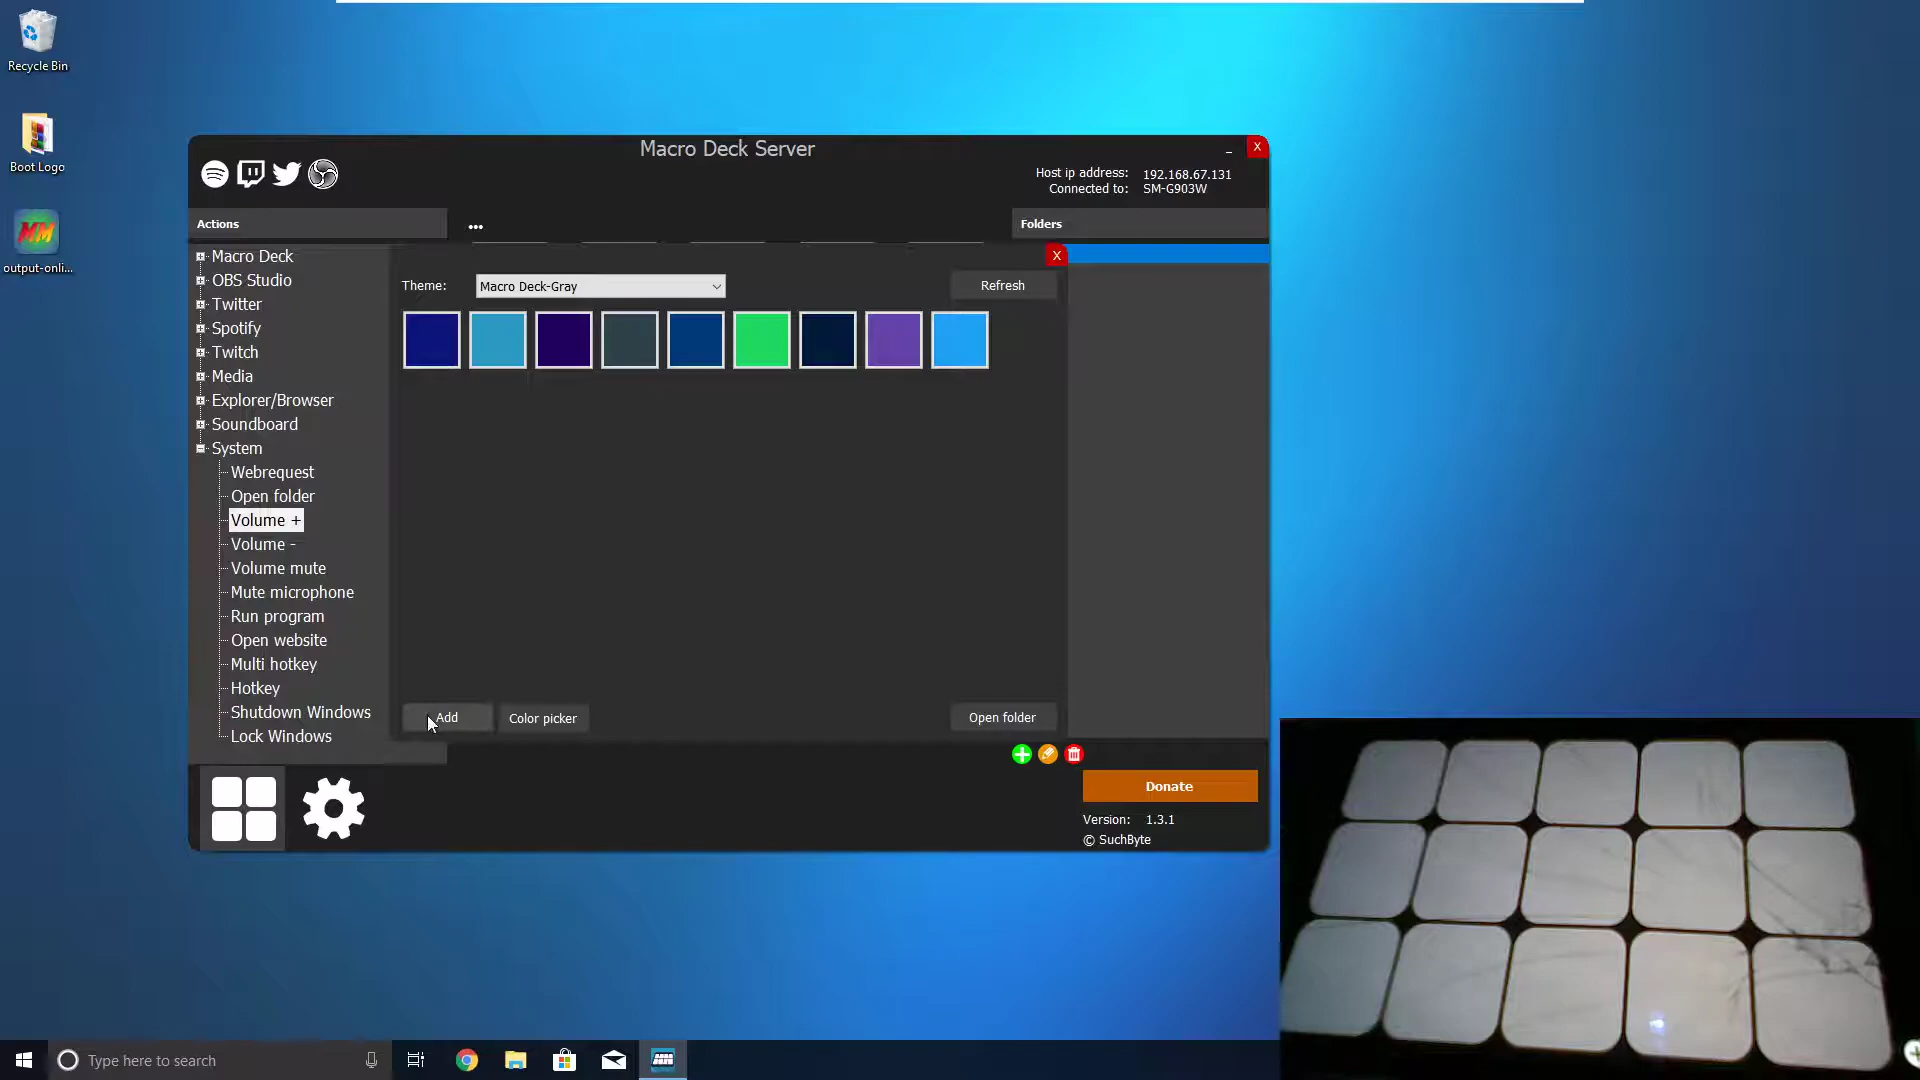 Recycle Bin
Boot Logo
MM
output-onli...
Macro Deck Server
X
Host ip address: 192.168.67.131
Connected to: SM-G903W
Actions
...
Folders
Macro Deck
OBS Studio
Twitter
Spotify
Twitch
Media
Explorer/Browser
Soundboard
System
Webrequest
Open folder
Volume +
Volume -
Volume mute
Mute microphone
Run program
Open website
Multi hotkey
Hotkey
Shutdown Windows
Lock Windows
X
Theme: Macro Deck-Gray
Refresh
Add
Color picker
Open folder
Donate
Version: 1.3.1
© SuchByte
Type here to search